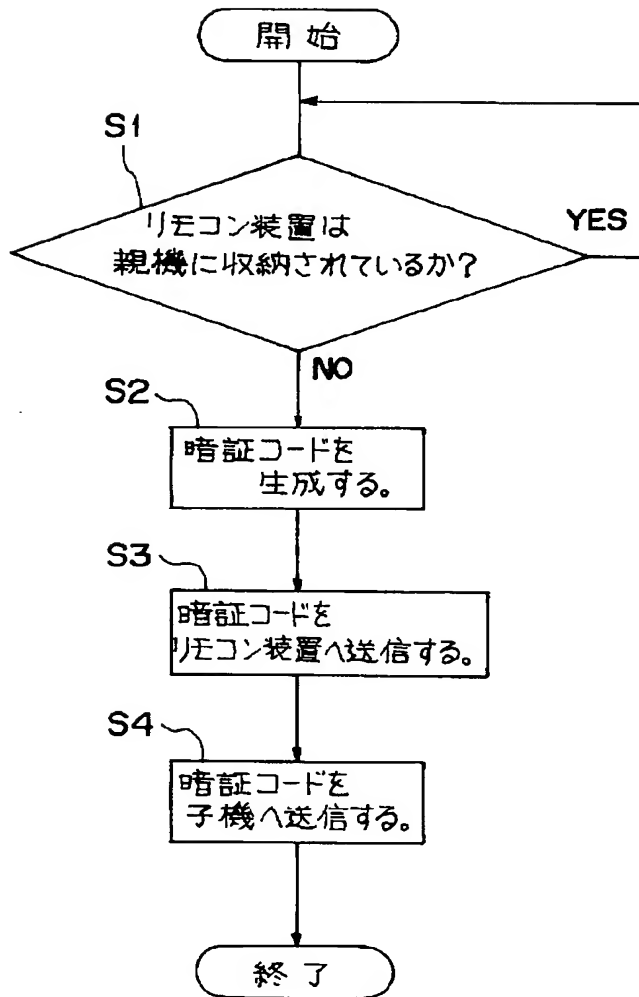 開始
S1
リモコン装置は
親機に収納されているか?
YES
NO
S2
暗証コードを
生成する。
S3
暗証コードを
リモコン装置へ送信する。
S4
暗証コードを
子機へ送信する。
終了